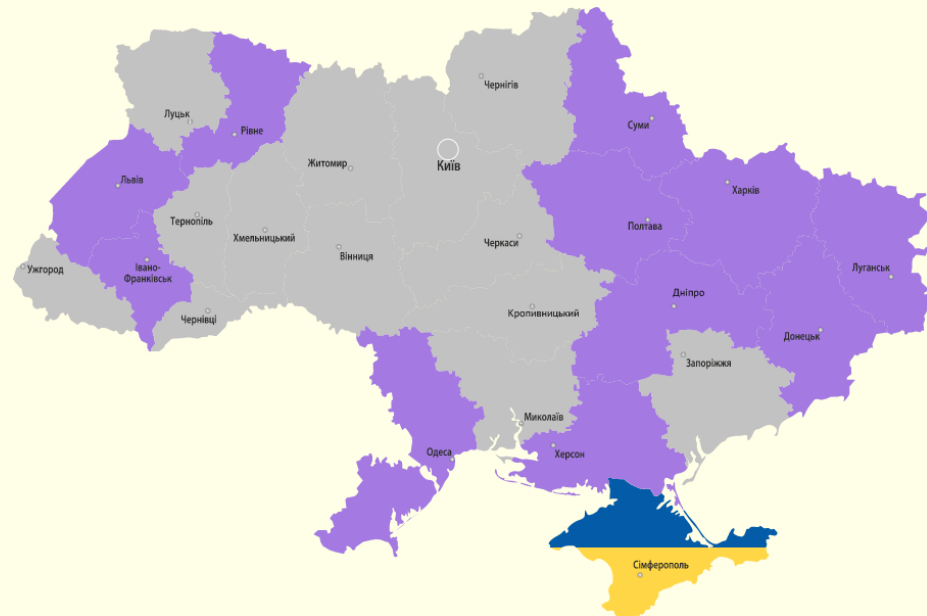 Чернігів
Луцьк
Суми
Рівне
Житомир
Київ
Львів
Харків
Тернопіль
Полтава
Хмельницький
Черкаси
Вінниця
Ужгород
Івано-
Франківськ
Луганськ
Дніпро
Кропивницький
Чернівці
Донецьк
Запоріжжя
Миколаїв
Одеса
Херсон
Сімферополь